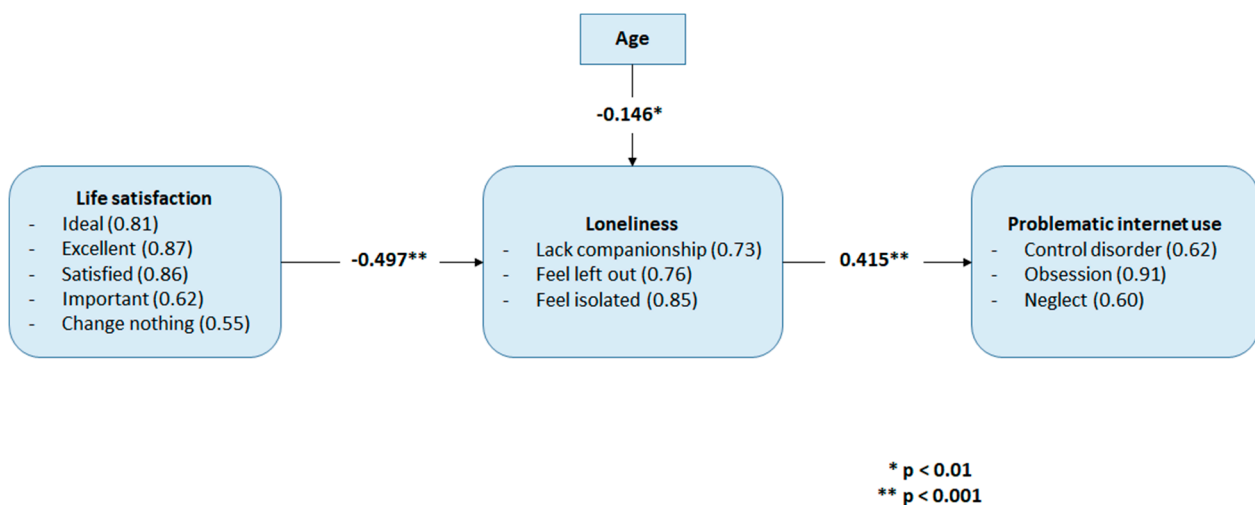 Age
-0.146*
Life satisfaction
- Ideal (0.81)
- Excellent (0.87)
- Satisfied (0.86)
- Important (0.62)
- Change nothing (0.55)
-0.497**
Loneliness
- Lack companionship (0.73)
- Feel left out (0.76)
- Feel isolated (0.85)
0.415**
Problematic internet use
- Control disorder (0.62)
- Obsession (0.91)
- Neglect (0.60)
* p < 0.01
** p < 0.001